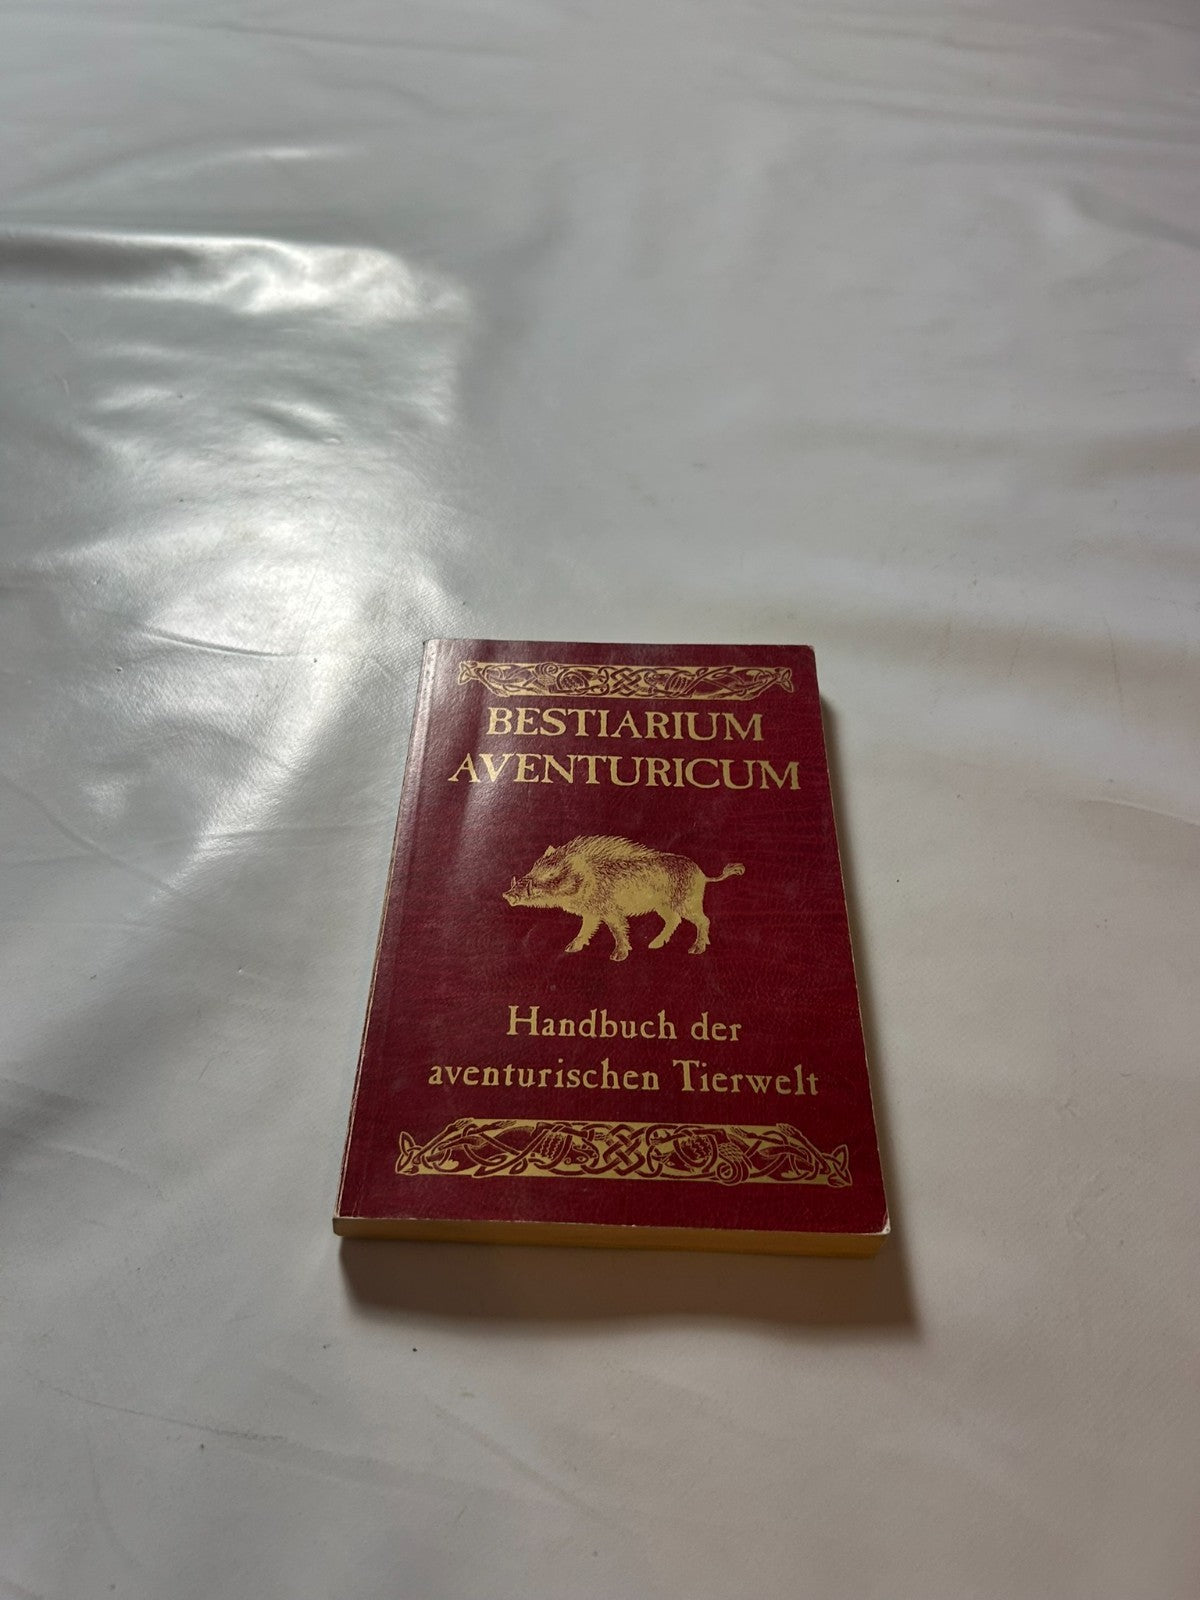 BESTIARIUM
AVENTURICUM
Handbuch der
aventurischen Tierwelt